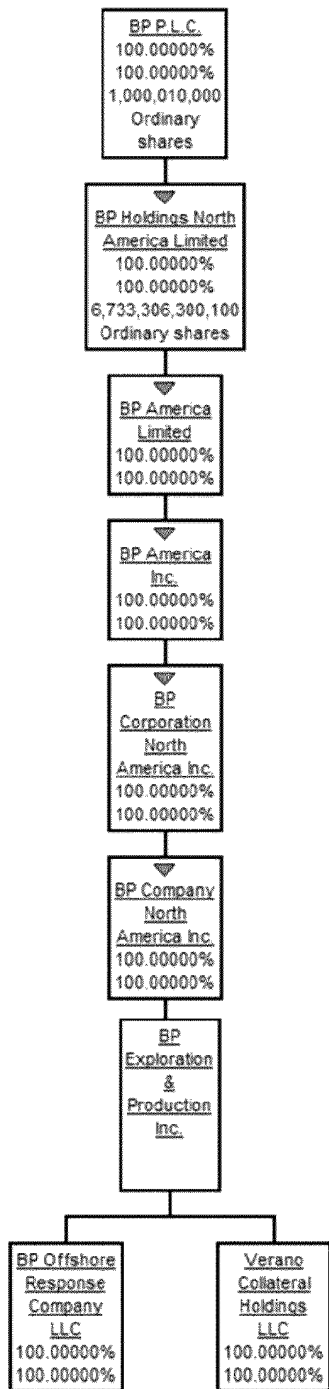 BP P.L.C.
100.00000%
100.00000%
1,000,010,000
Ordinary
shares
BP Holdings North
America Limited
100.00000%
100.00000%
6,733,306,300,100
Ordinary shares
BP America
Limited
100.00000%
100.00000%
BP America
Inc.
100.00000%
100.00000%
BP
Corporation
North
America Inc.
100.00000%
100.00000%
BP Company
North
America Inc.
100.00000%
100.00000%
BP
Exploration
&
Production
Inc.
BP Offshore
Response
Company
LLC
100.00000%
100.00000%
Verano
Collateral
Holdings
LLC
100.00000%
100.00000%